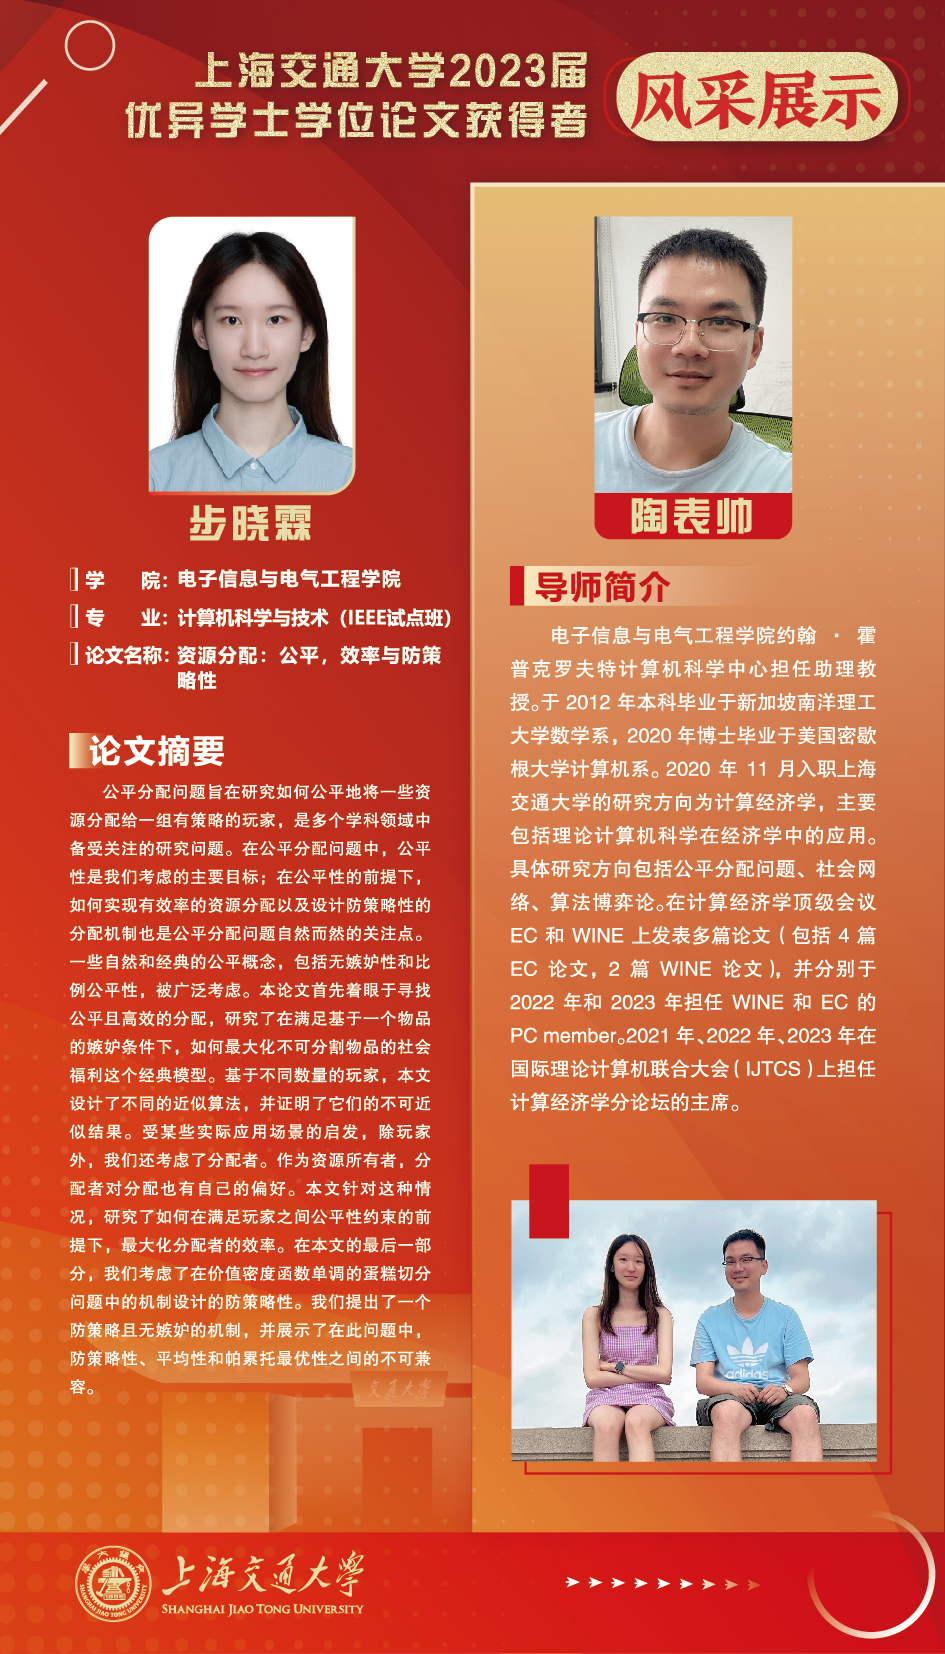 上海交通大学2023届
优异学士学位论文获得者
风采展示
步晓霖
学 院：电子信息与电气工程学院
专 业：计算机科学与技术（IEEE试点班）
论文名称：资源分配：公平，效率与防策
略性
论文摘要
公平分配问题旨在研究如何公平地将一些资
源分配给一组有策略的玩家，是多个学科领域中
备受关注的研究问题。在公平分配问题中，公平
性是我们考虑的主要目标；在公平性的前提下，
如何实现有效率的资源分配以及设计防策略性的
分配机制也是公平分配问题自然而然的关注点。
一些自然和经典的公平概念，包括无嫉妒性和比
例公平性，被广泛考虑。本论文首先着眼于寻找
公平且高效的分配，研究了在满足基于一个物品
的嫉妒条件下，如何最大化不可分割物品的社会
福利这个经典模型。基于不同数量的玩家，本文
设计了不同的近似算法，并证明了它们的不可近
似结果。受某些实际应用场景的启发，除玩家
外，我们还考虑了分配者。作为资源所有者，分
配者对分配也有自己的偏好。本文针对这种情
况，研究了如何在满足玩家之间公平性约束的前
提下，最大化分配者的效率。在本文的最后一部
分，我们考虑了在价值密度函数单调的蛋糕切分
问题中的机制设计的防策略性。我们提出了一个
防策略且无嫉妒的机制，并展示了在此问题中，
防策略性、平均性和帕累托最优性之间的不可兼
容。
陶表帅
导师简介
电子信息与电气工程学院约翰 · 霍
普克罗夫特计算机科学中心担任助理教
授。于 2012 年本科毕业于新加坡南洋理工
大学数学系，2020 年博士毕业于美国密歇
根大学计算机系。2020 年 11 月入职上海
交通大学的研究方向为计算经济学，主要
包括理论计算机科学在经济学中的应用。
具体研究方向包括公平分配问题、社会网
络、算法博弈论。在计算经济学顶级会议
EC 和 WINE 上发表多篇论文（包括 4 篇
EC 论文，2 篇 WINE 论文），并分别于
2022 年和 2023 年担任 WINE 和 EC 的
PC member。2021 年、2022 年、2023 年在
国际理论计算机联合大会（IJTCS）上担任
计算经济学分论坛的主席。
adidas
交通大学
上海交通大学
SHANGHAI JIAO TONG UNIVERSITY